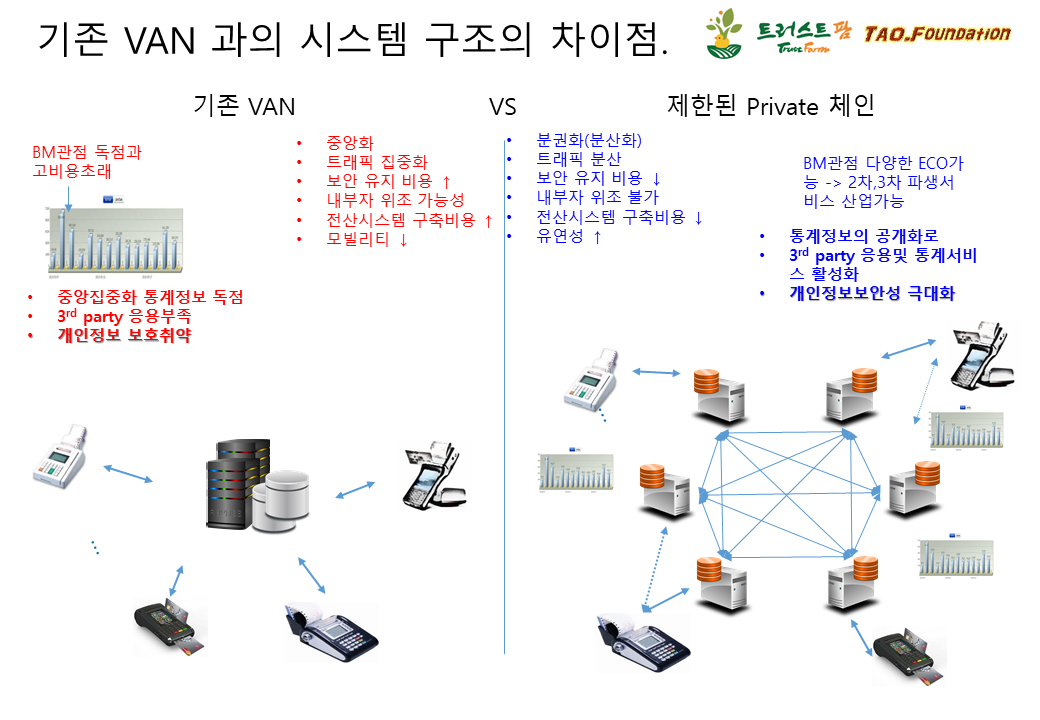 기존 VAN 과의 시스템 구조의 차이점.
트러스트팜
Trust Farm
TAO.Foundation
기존 VAN
VS
제한된 Private 체인
BM관점 독점과
고비용초래
• 중앙화
• 트래픽 집중화
• 보안 유지 비용 ↑
• 내부자 위조 가능성
• 전산시스템 구축비용 ↑
• 모빌리티 ↓
• 중앙집중화 통계정보 독점
• 3rd party 응용부족
• 개인정보 보호취약
• 분권화(분산화)
• 트래픽 분산
• 보안 유지 비용 ↓
• 내부자 위조 불가
• 전산시스템 구축비용 ↓
• 유연성 ↑
BM관점 다양한 ECO가
능 -> 2차,3차 파생서
비스 산업가능
• 통계정보의 공개화로
• 3rd party 응용및 통계서비
스 활성화
• 개인정보보안성 극대화